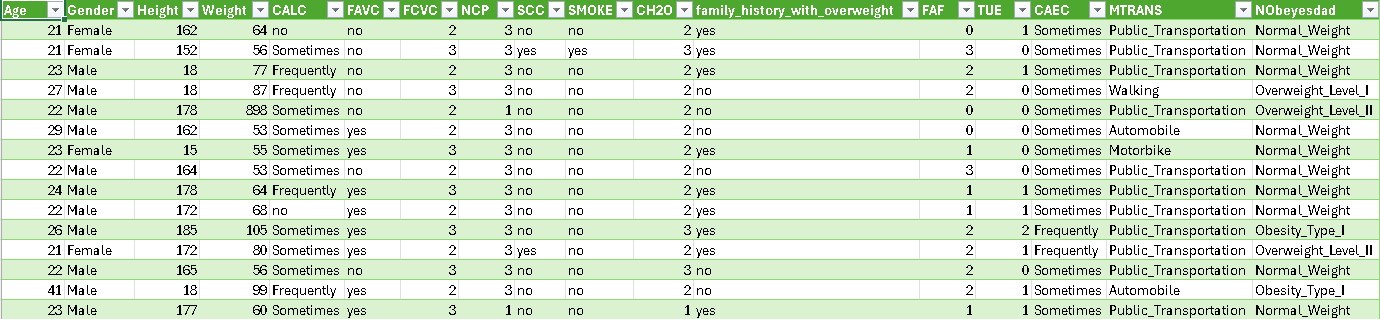 Age Gender Height Weight CALC FAVC FCVC NCP SCC SMOKE CH2O family_history_with_overweight FAF TUE CAEC MTRANS NObeyesdad
21 Female 162 64 no no 2 3 no no 2 yes 0 1 Sometimes Public_Transportation Normal_Weight
21 Female 152 56 Sometimes no 3 3 yes yes 3 yes 3 0 Sometimes Public_Transportation Normal_Weight
23 Male 18 77 Frequently no 2 3 no no 2 yes 2 1 Sometimes Public_Transportation Normal_Weight
27 Male 18 87 Frequently no 3 3 no no 2 no 2 0 Sometimes Walking Overweight_Level_I
22 Male 178 898 Sometimes no 2 1 no no 2 no 0 0 Sometimes Public_Transportation Overweight_Level_II
29 Male 162 53 Sometimes yes 2 3 no no 2 no 0 0 Sometimes Automobile Normal_Weight
23 Female 15 55 Sometimes yes 3 3 no no 2 yes 1 0 Sometimes Motorbike Normal_Weight
22 Male 164 53 Sometimes no 2 3 no no 2 no 3 0 Sometimes Public_Transportation Normal_Weight
24 Male 178 64 Frequently yes 3 3 no no 2 yes 1 1 Sometimes Public_Transportation Normal_Weight
22 Male 172 68 no yes 2 3 no no 2 yes 1 1 Sometimes Public_Transportation Normal_Weight
26 Male 185 105 Sometimes yes 3 3 no no 3 yes 2 2 Frequently Public_Transportation Obesity_Type_I
21 Female 172 80 Sometimes yes 2 3 yes no 2 yes 2 1 Frequently Public_Transportation Overweight_Level_II
22 Male 165 56 Sometimes no 3 3 no no 3 no 2 0 Sometimes Public_Transportation Normal_Weight
41 Male 18 99 Frequently yes 2 3 no no 2 no 2 1 Sometimes Automobile Obesity_Type_I
23 Male 177 60 Sometimes yes 3 1 no no 1 yes 1 1 Sometimes Public_Transportation Normal_Weight